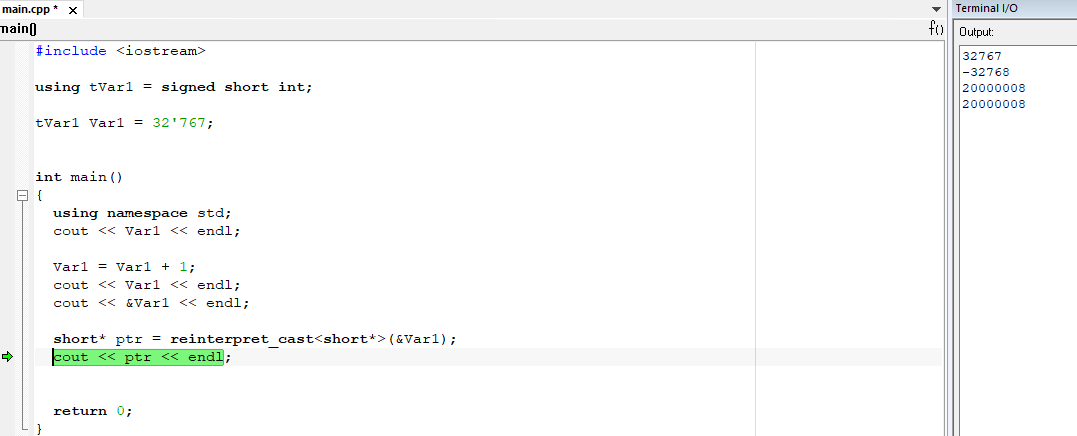 main.cpp * x
Terminal I/O
main()
f()
Output:
#include <iostream>
using tVar1 = signed short int;
tVar1 Var1 = 32'767;
int main()
{
using namespace std;
cout << Var1 << endl;
Var1 = Var1 + 1;
cout << Var1 << endl;
cout << &Var1 << endl;
short* ptr = reinterpret_cast<short*>(&Var1);
cout << ptr << endl;
return 0;
}
32767
-32768
20000008
20000008